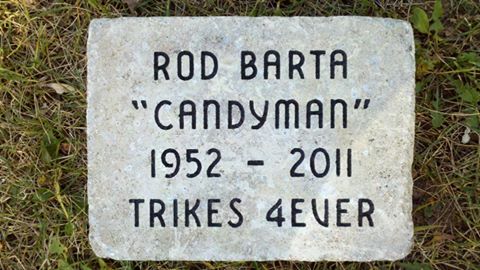 ROD BARTA
"CANDYMAN"
1952 - 2011
TRIKES 4EVER